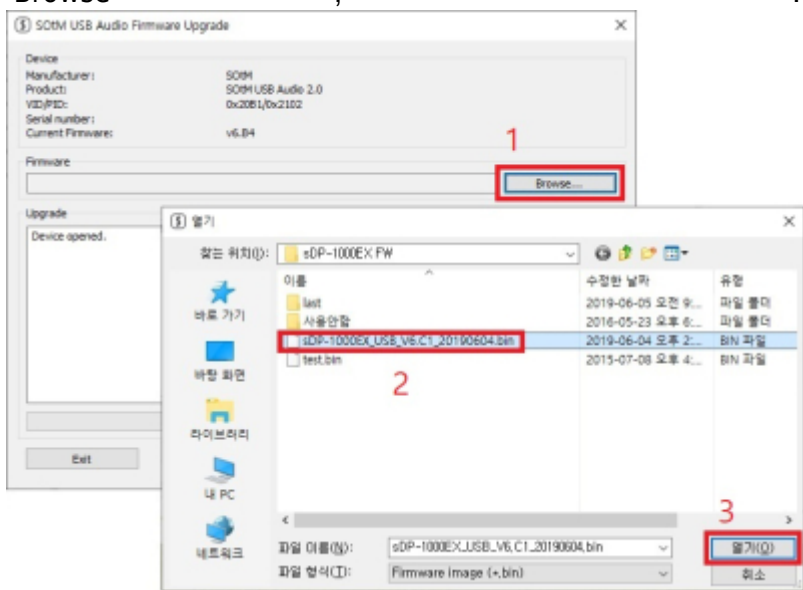 Browse
SOtM USB Audio Firmware Upgrade
Device
Manufacturer: SOtM
Product: SOtM USB Audio 2.0
VID/PID: 0x20B1/0x2102
Serial number:
Current Firmware: v6.B4
1
Firmware
Browse...
Upgrade
Device opened.
Exit
열기
찾는 위치(I): sDP-1000EX FW
이름 수정한 날짜 유형
last 2019-06-05 오전 9:... 파일 폴더
사용안함 2016-05-23 오후 6:... 파일 폴더
sDP-1000EX_USB_V6.C1_20190604.bin 2019-06-04 오후 2:... BIN 파일
test.bin 2015-07-08 오후 4:... BIN 파일
2
바로 가기
바탕 화면
라이브러리
내 PC
네트워크
3
파일 이름(N): sDP-1000EX_USB_V6.C1_20190604.bin 열기(O)
파일 형식(T): Firmware image (*.bin) 취소